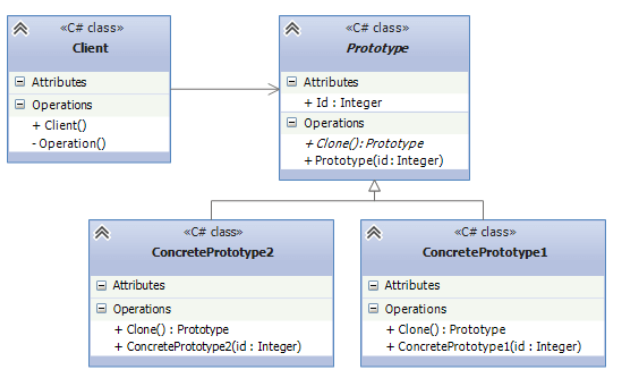 «C# class»
Client
Attributes
Operations
+ Client()
- Operation()
«C# class»
Prototype
Attributes
+ Id : Integer
Operations
+ Clone(): Prototype
+ Prototype(id : Integer)
«C# class»
ConcretePrototype2
Attributes
Operations
+ Clone() : Prototype
+ ConcretePrototype2(id : Integer)
«C# class»
ConcretePrototype1
Attributes
Operations
+ Clone() : Prototype
+ ConcretePrototype1(id : Integer)